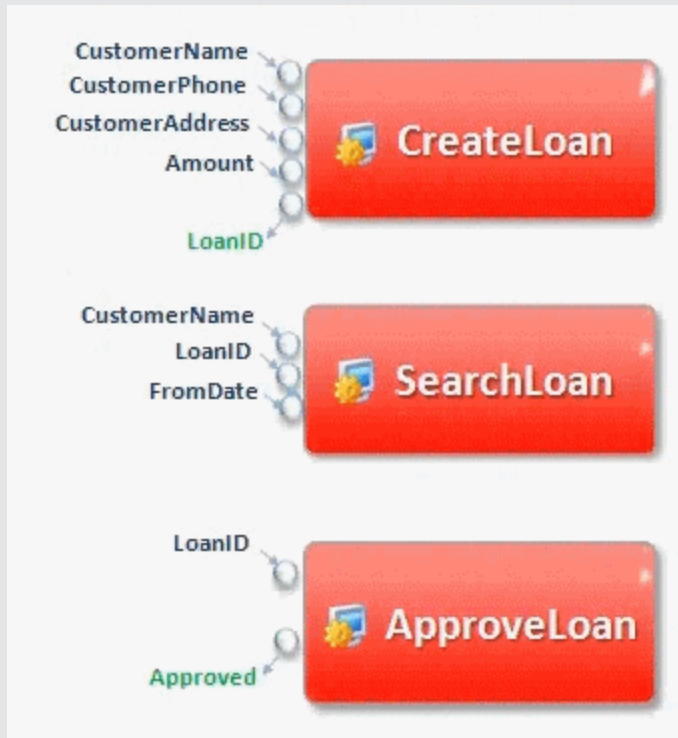 CustomerName
CustomerPhone
CustomerAddress
Amount
LoanID
CreateLoan
CustomerName
LoanID
FromDate
SearchLoan
LoanID
Approved
ApproveLoan